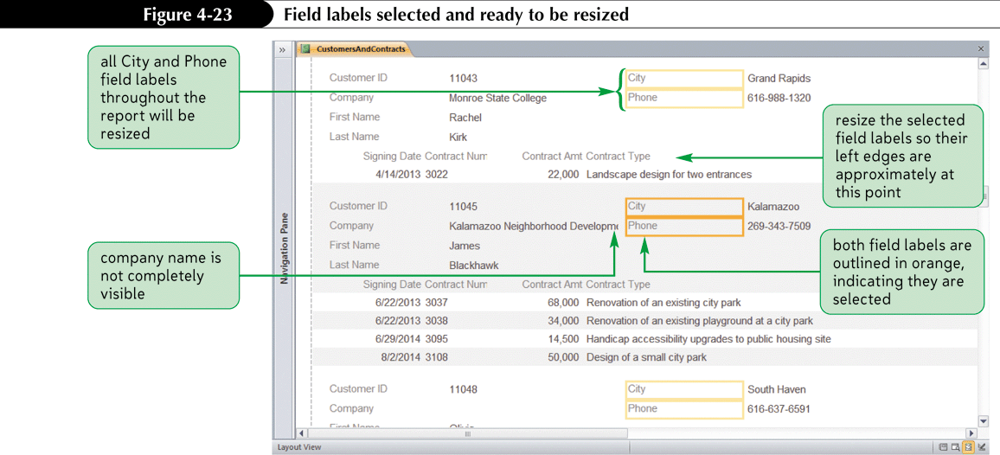 Figure 4-23 Field labels selected and ready to be resized
all City and Phone
field labels
throughout the
report will be
resized
company name is
not completely
visible
» CustomersAndContracts ×
Navigation Pane
Customer ID 11043 City Grand Rapids
Company Monroe State College Phone 616-988-1320
First Name Rachel
Last Name Kirk
Signing Date Contract Num Contract Amt Contract Type
4/14/2013 3022 22,000 Landscape design for two entrances
Customer ID 11045 City Kalamazoo
Company Kalamazoo Neighborhood Developme Phone 269-343-7509
First Name James
Last Name Blackhawk
Signing Date Contract Num Contract Amt Contract Type
6/22/2013 3037 68,000 Renovation of an existing city park
6/22/2013 3038 34,000 Renovation of an existing playground at a city park
6/29/2014 3095 14,500 Handicap accessibility upgrades to public housing site
8/2/2014 3108 50,000 Design of a small city park
Customer ID 11048 City South Haven
Company Phone 616-637-6591
First Name Olivia
Layout View
resize the selected
field labels so their
left edges are
approximately at
this point
both field labels are
outlined in orange,
indicating they are
selected